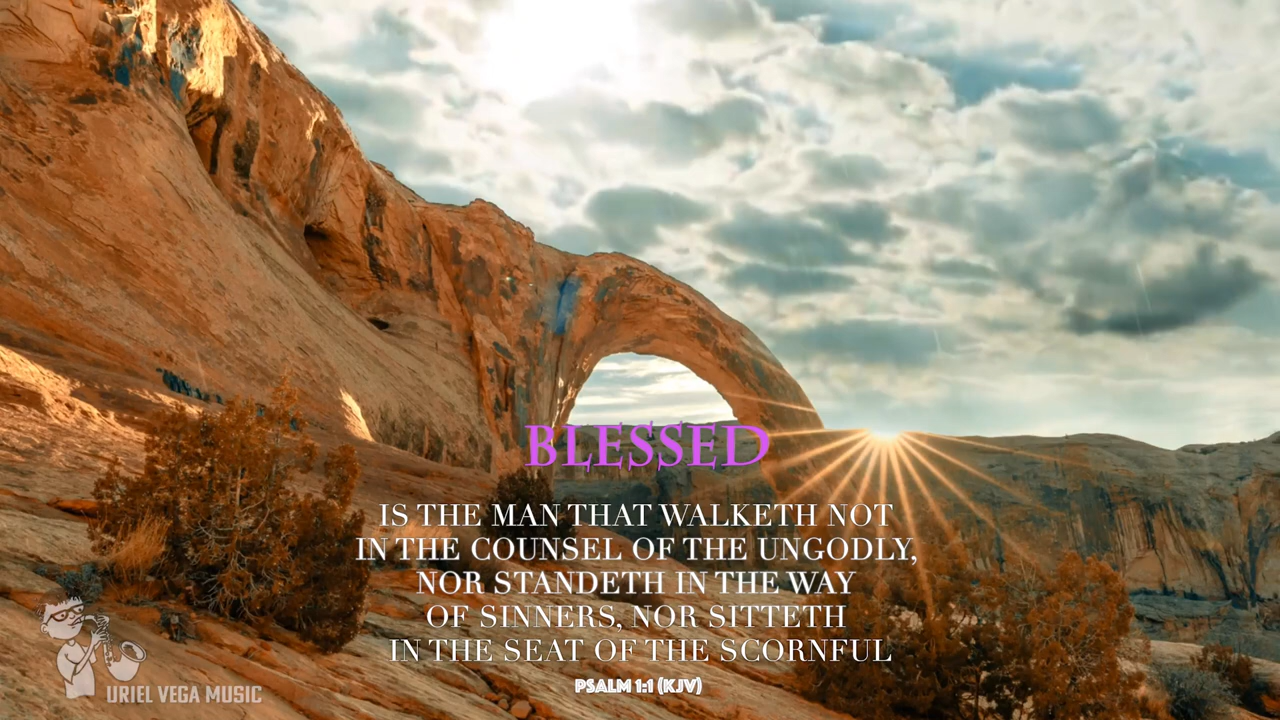 BLESSED
IS THE MAN THAT WALKETH NOT
IN THE COUNSEL OF THE UNGODLY,
NOR STANDETH IN THE WAY
OF SINNERS, NOR SITTETH
IN THE SEAT OF THE SCORNFUL
PSALM 1:1 (KJV)
URIEL VEGA MUSIC